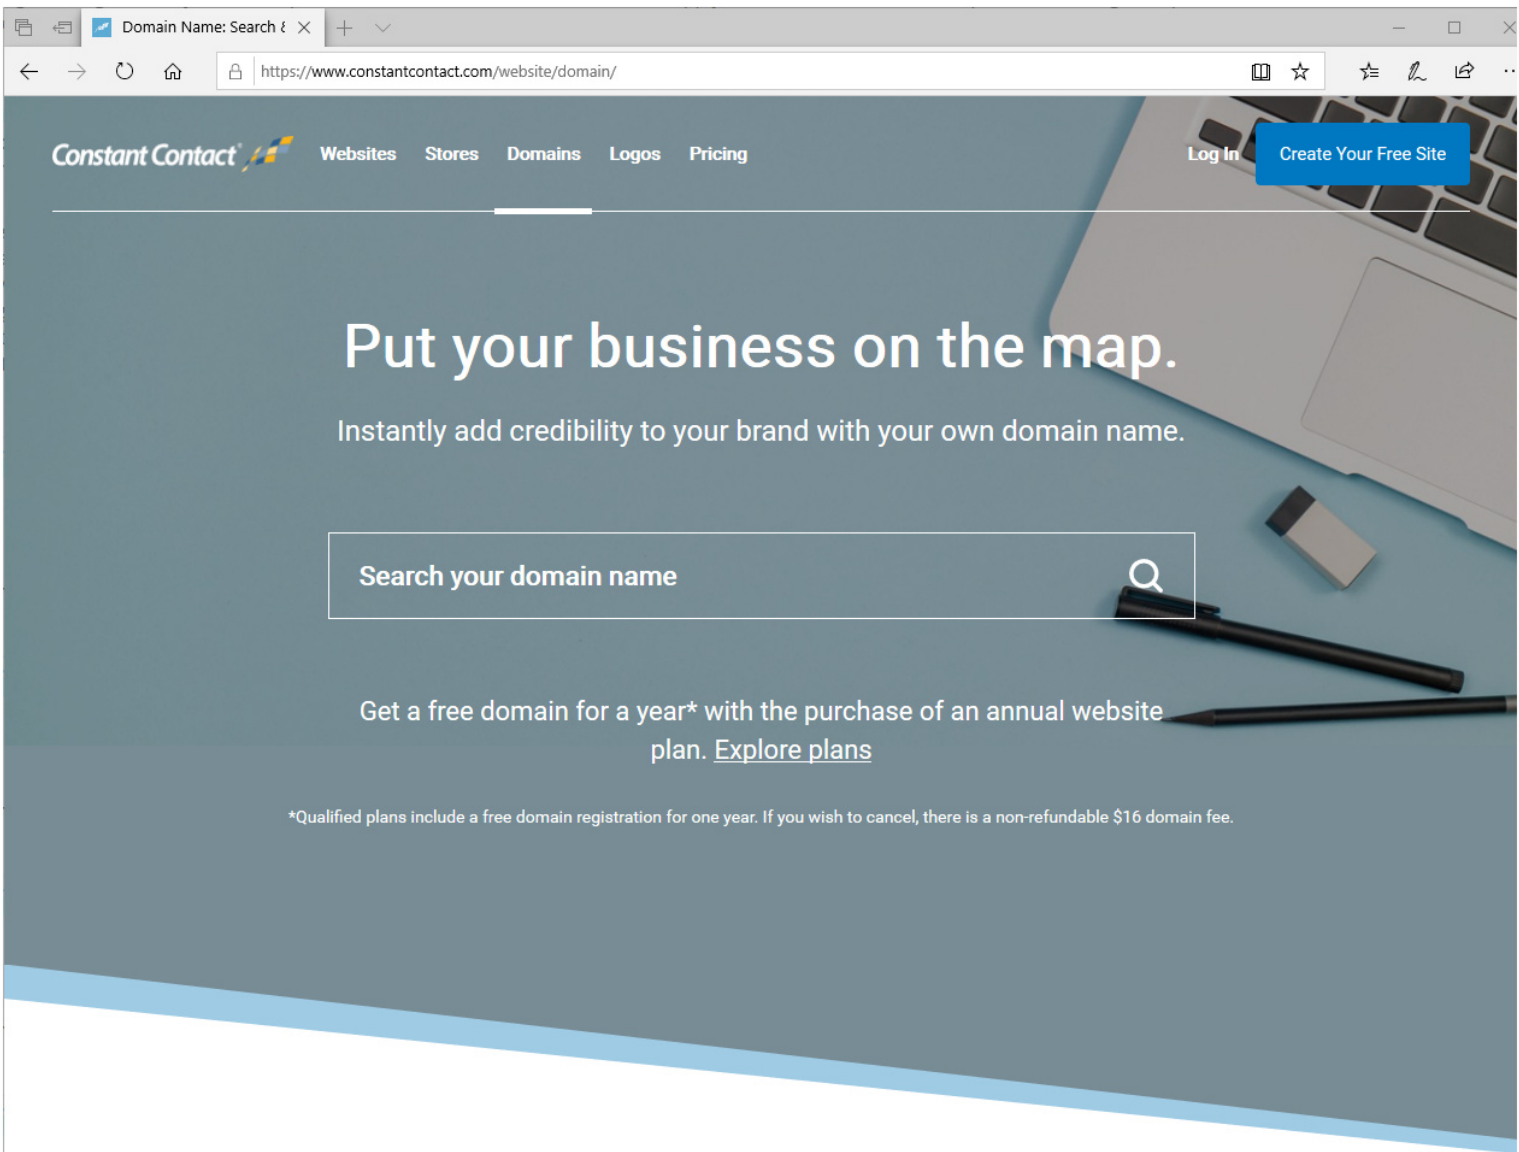 Domain Name: Search &
https://www.constantcontact.com/website/domain/
Constant Contact® Websites Stores Domains Logos Pricing Log In Create Your Free Site
Put your business on the map.
Instantly add credibility to your brand with your own domain name.
Search your domain name
Get a free domain for a year* with the purchase of an annual website
plan. Explore plans
*Qualified plans include a free domain registration for one year. If you wish to cancel, there is a non-refundable $16 domain fee.